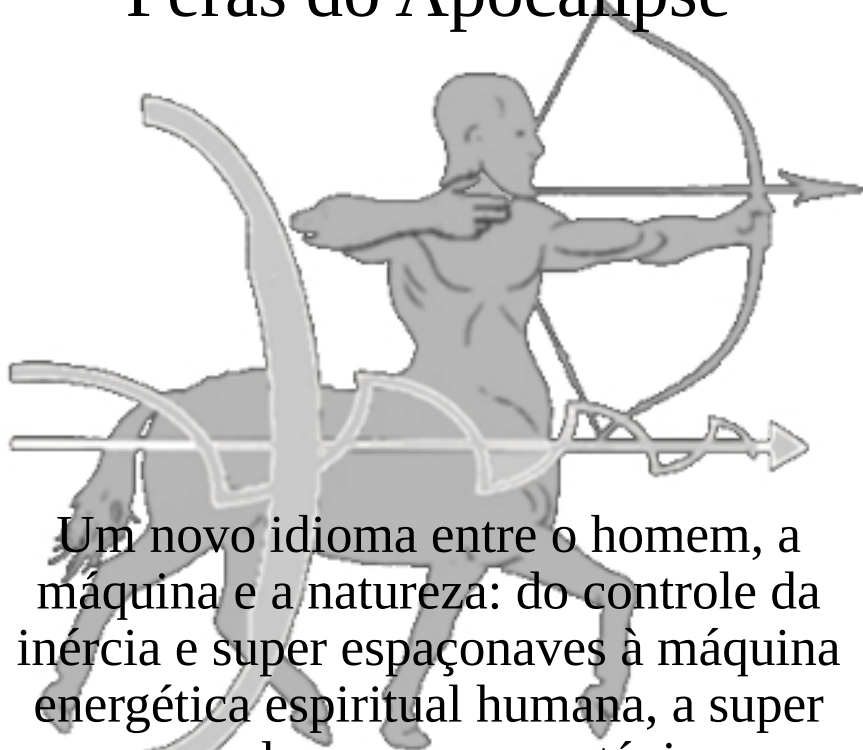 do Apocalipse
Um novo idioma entre o homem, a
máquina e a natureza: do controle da
inércia e super espaçonaves à máquina
energética espiritual humana, a super